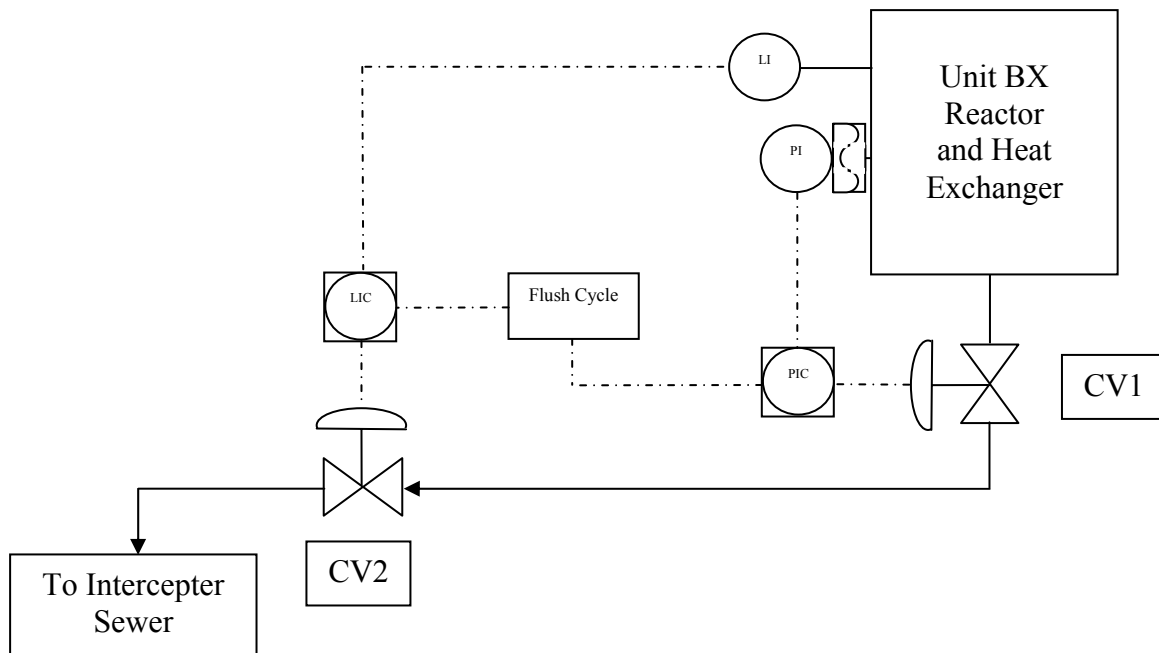 LI
Unit BX
Reactor
and Heat
Exchanger
PI
LIC
Flush Cycle
PIC
CV1
CV2
To Intercepter
Sewer